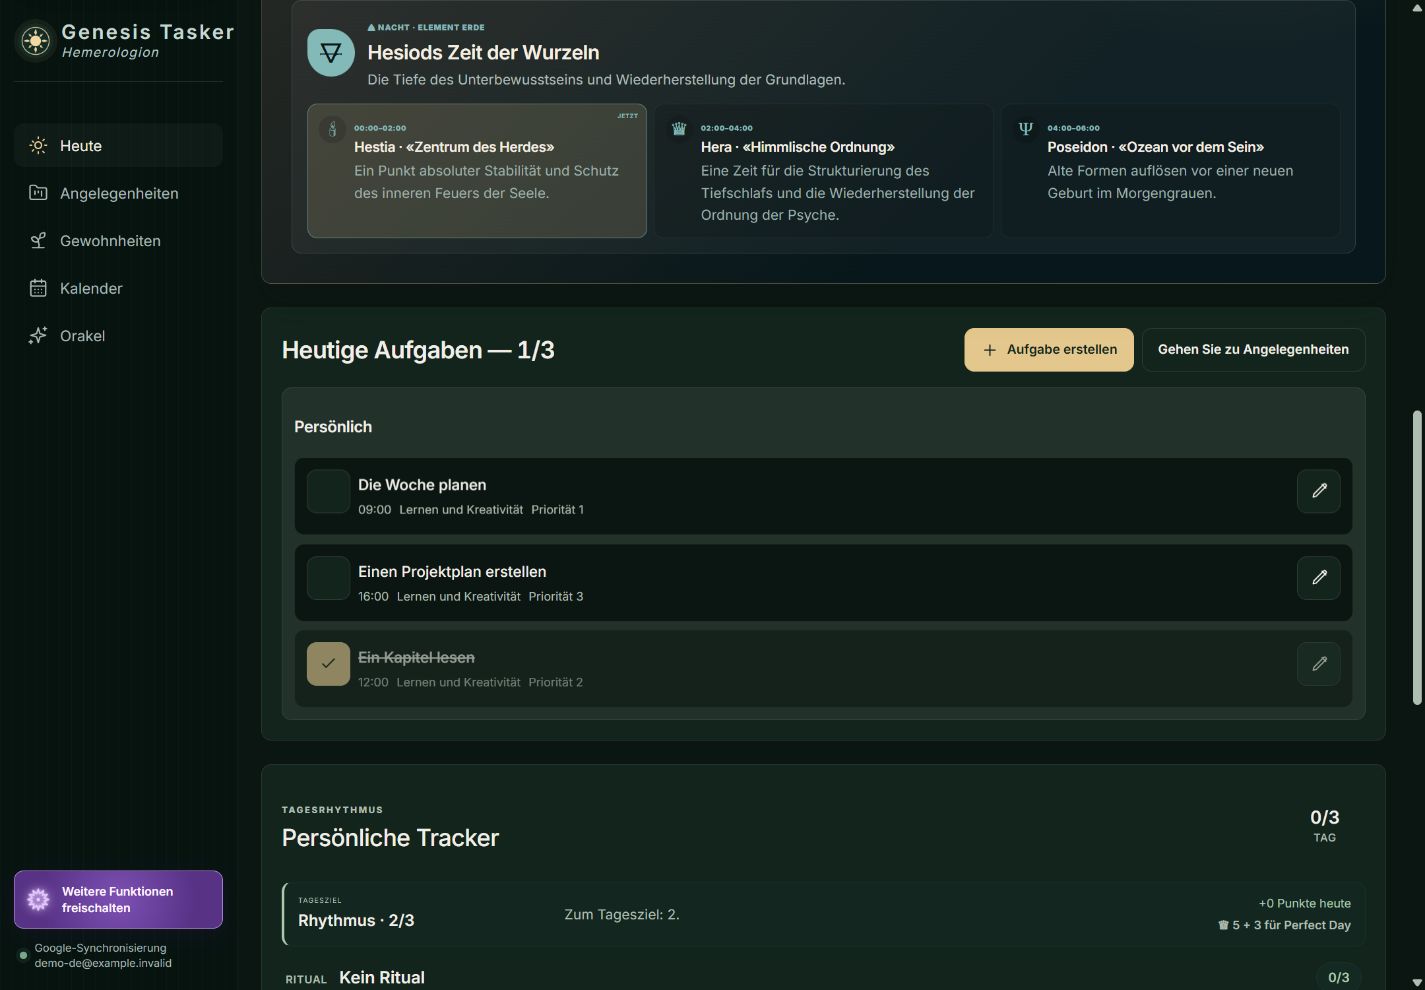 Genesis Tasker
Hemerologion
Heute
Angelegenheiten
Gewohnheiten
Kalender
Orakel
Weitere Funktionen
freischalten
Google-Synchronisierung
demo-de@example.invalid
NACHT · ELEMENT ERDE
Hesiods Zeit der Wurzeln
Die Tiefe des Unterbewusstseins und Wiederherstellung der Grundlagen.
JETZT
00:00–02:00
Hestia · «Zentrum des Herdes»
Ein Punkt absoluter Stabilität und Schutz
des inneren Feuers der Seele.
02:00–04:00
Hera · «Himmlische Ordnung»
Eine Zeit für die Strukturierung des
Tiefschlafs und die Wiederherstellung der
Ordnung der Psyche.
04:00–06:00
Poseidon · «Ozean vor dem Sein»
Alte Formen auflösen vor einer neuen
Geburt im Morgengrauen.
Heutige Aufgaben — 1/3
Aufgabe erstellen
Gehen Sie zu Angelegenheiten
Persönlich
Die Woche planen
09:00 Lernen und Kreativität Priorität 1
Einen Projektplan erstellen
16:00 Lernen und Kreativität Priorität 3
Ein Kapitel lesen
12:00 Lernen und Kreativität Priorität 2
TAGESRHYTHMUS
Persönliche Tracker
0/3
TAG
TAGESZIEL
Rhythmus · 2/3
Zum Tagesziel: 2.
+0 Punkte heute
5 + 3 für Perfect Day
RITUAL Kein Ritual
0/3